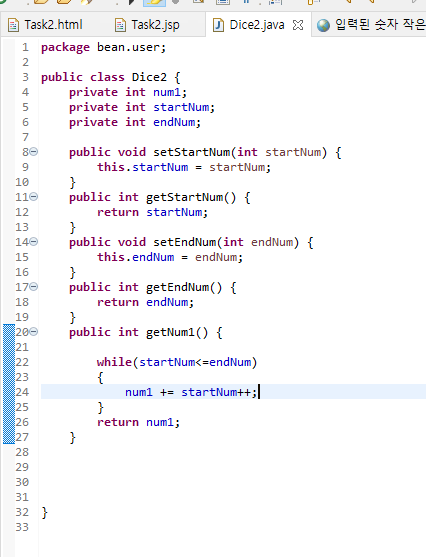 Task2.html Task2.jsp Dice2.java 입력된 숫자 작은
1 package bean.user;
2
3 public class Dice2 {
4 private int num1;
5 private int startNum;
6 private int endNum;
7
8 public void setStartNum(int startNum) {
9 this.startNum = startNum;
10 }
11 public int getStartNum() {
12 return startNum;
13 }
14 public void setEndNum(int endNum) {
15 this.endNum = endNum;
16 }
17 public int getEndNum() {
18 return endNum;
19 }
20 public int getNum1() {
21
22 while(startNum<=endNum)
23 {
24 num1 += startNum++;
25 }
26 return num1;
27 }
28
29
30
31
32 }
33